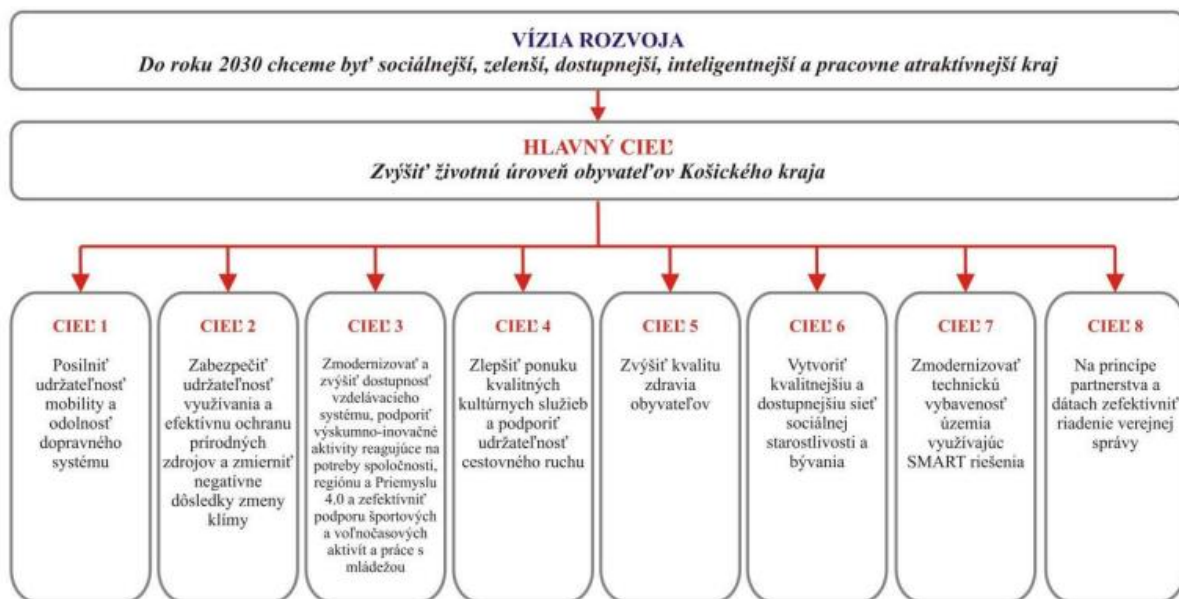 VÍZIA ROZVOJA
Do roku 2030 chceme byť sociálnejší, zelenší, dostupnejší, inteligentnejší a pracovne atraktívnejší kraj
HLAVNÝ CIEĽ
Zvýšiť životnú úroveň obyvateľov Košického kraja
CIEĽ 1
Posilniť
udržateľnosť
mobility a
odolnosť
dopravného
systému
CIEĽ 2
Zabezpečiť
udržateľnosť
využívania a
efektívnu ochranu
prírodných
zdrojov a zmierniť
negatívne
dôsledky zmeny
klímy
CIEĽ 3
Zmodernizovať a
zvýšiť dostupnosť
vzdelávacieho
systému, podporiť
výskumno-inovačné
aktivity reagujúce na
potreby spoločnosti,
regiónu a Priemyslu
4.0 a zefektívniť
podporu športových
a voľnočasových
aktivít a práce s
mládežou
CIEĽ 4
Zlepšiť ponuku
kvalitných
kultúrnych služieb
a podporiť
udržateľnosť
cestovného ruchu
CIEĽ 5
Zvýšiť kvalitu
zdravia
obyvateľov
CIEĽ 6
Vytvoriť
kvalitnejšiu a
dostupnejšiu sieť
sociálnej
starostlivosti a
bývania
CIEĽ 7
Zmodernizovať
technickú
vybavenosť
územia
využívajúc
SMART riešenia
CIEĽ 8
Na princípe
partnerstva a
dátach zefektívniť
riadenie verejnej
správy